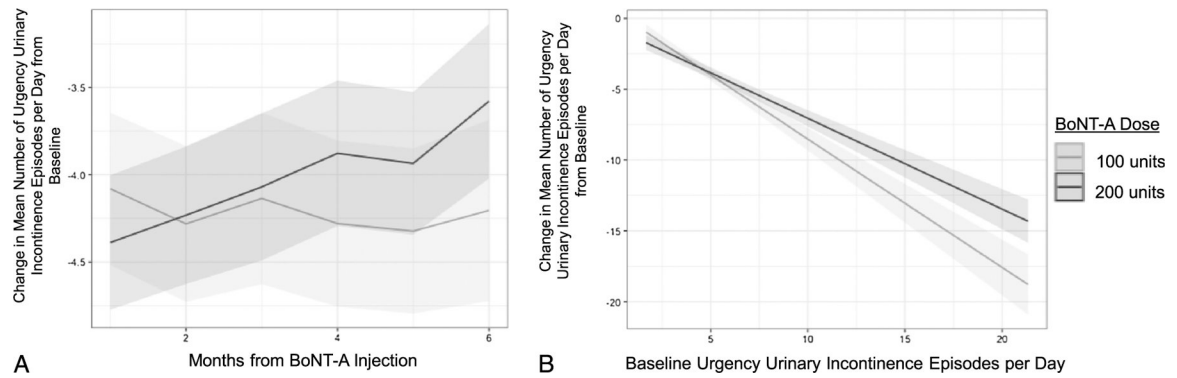 Change in Mean Number of Urgency Urinary
Incontinence Episodes per Day from
Baseline
-3.5
-4.0
-4.5
2
4
6
A
Months from BoNT-A Injection
Change in Mean Number of Urgency
Urinary Incontinence Episodes per Day
from Baseline
0
-5
-10
-15
-20
5
10
15
20
B
Baseline Urgency Urinary Incontinence Episodes per Day
BoNT-A Dose
100 units
200 units